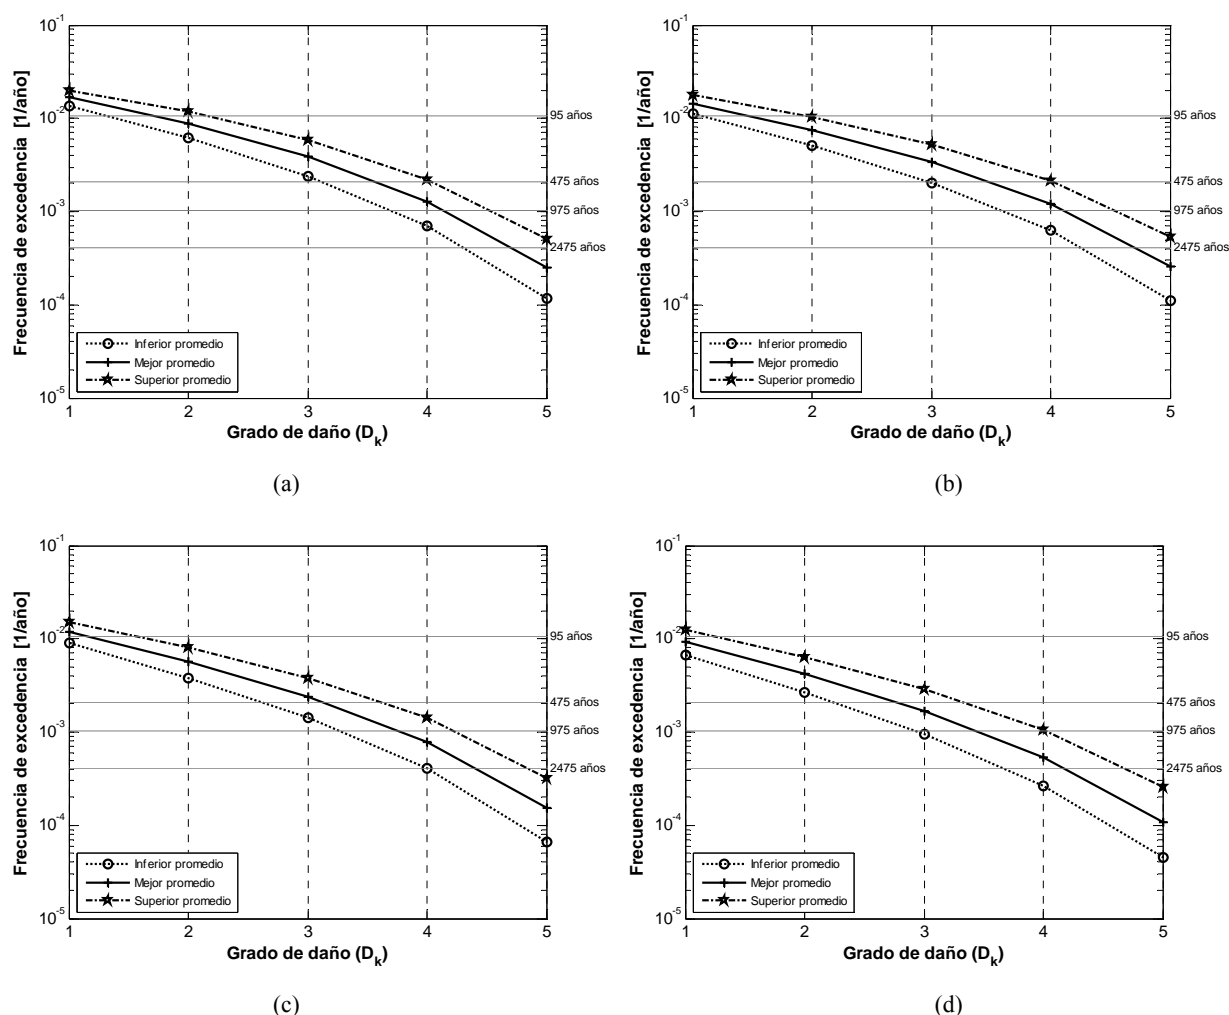 10^-1
10^-2
10^-3
10^-4
10^-5
Frecuencia de excedencia [1/año]
95 años
475 años
975 años
2475 años
Inferior promedio
Mejor promedio
Superior promedio
1 2 3 4 5
Grado de daño (D_k)
(a)
10^-1
10^-2
10^-3
10^-4
10^-5
Frecuencia de excedencia [1/año]
95 años
475 años
975 años
2475 años
Inferior promedio
Mejor promedio
Superior promedio
1 2 3 4 5
Grado de daño (D_k)
(b)
10^-1
10^-2
10^-3
10^-4
10^-5
Frecuencia de excedencia [1/año]
95 años
475 años
975 años
2475 años
Inferior promedio
Mejor promedio
Superior promedio
1 2 3 4 5
Grado de daño (D_k)
(c)
10^-1
10^-2
10^-3
10^-4
10^-5
Frecuencia de excedencia [1/año]
95 años
475 años
975 años
2475 años
Inferior promedio
Mejor promedio
Superior promedio
1 2 3 4 5
Grado de daño (D_k)
(d)